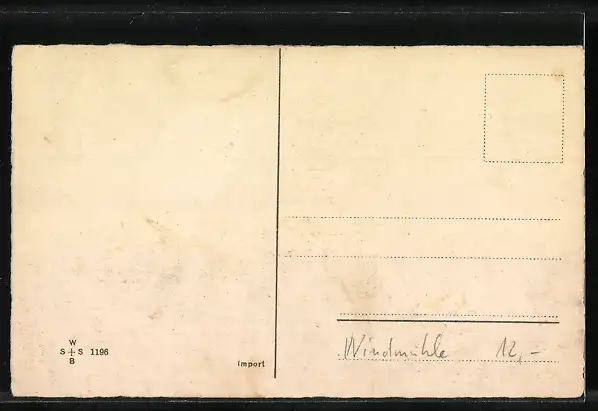 W
S + S 1196
B
Import
Windmühle 12,-